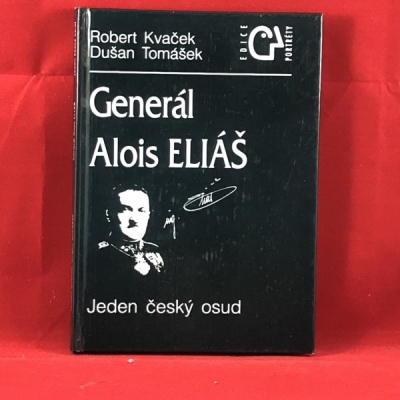 Robert Kvaček
Dušan Tomášek
EDICE
PORTRÉTY
Generál
Alois ELIÁŠ
Jeden český osud